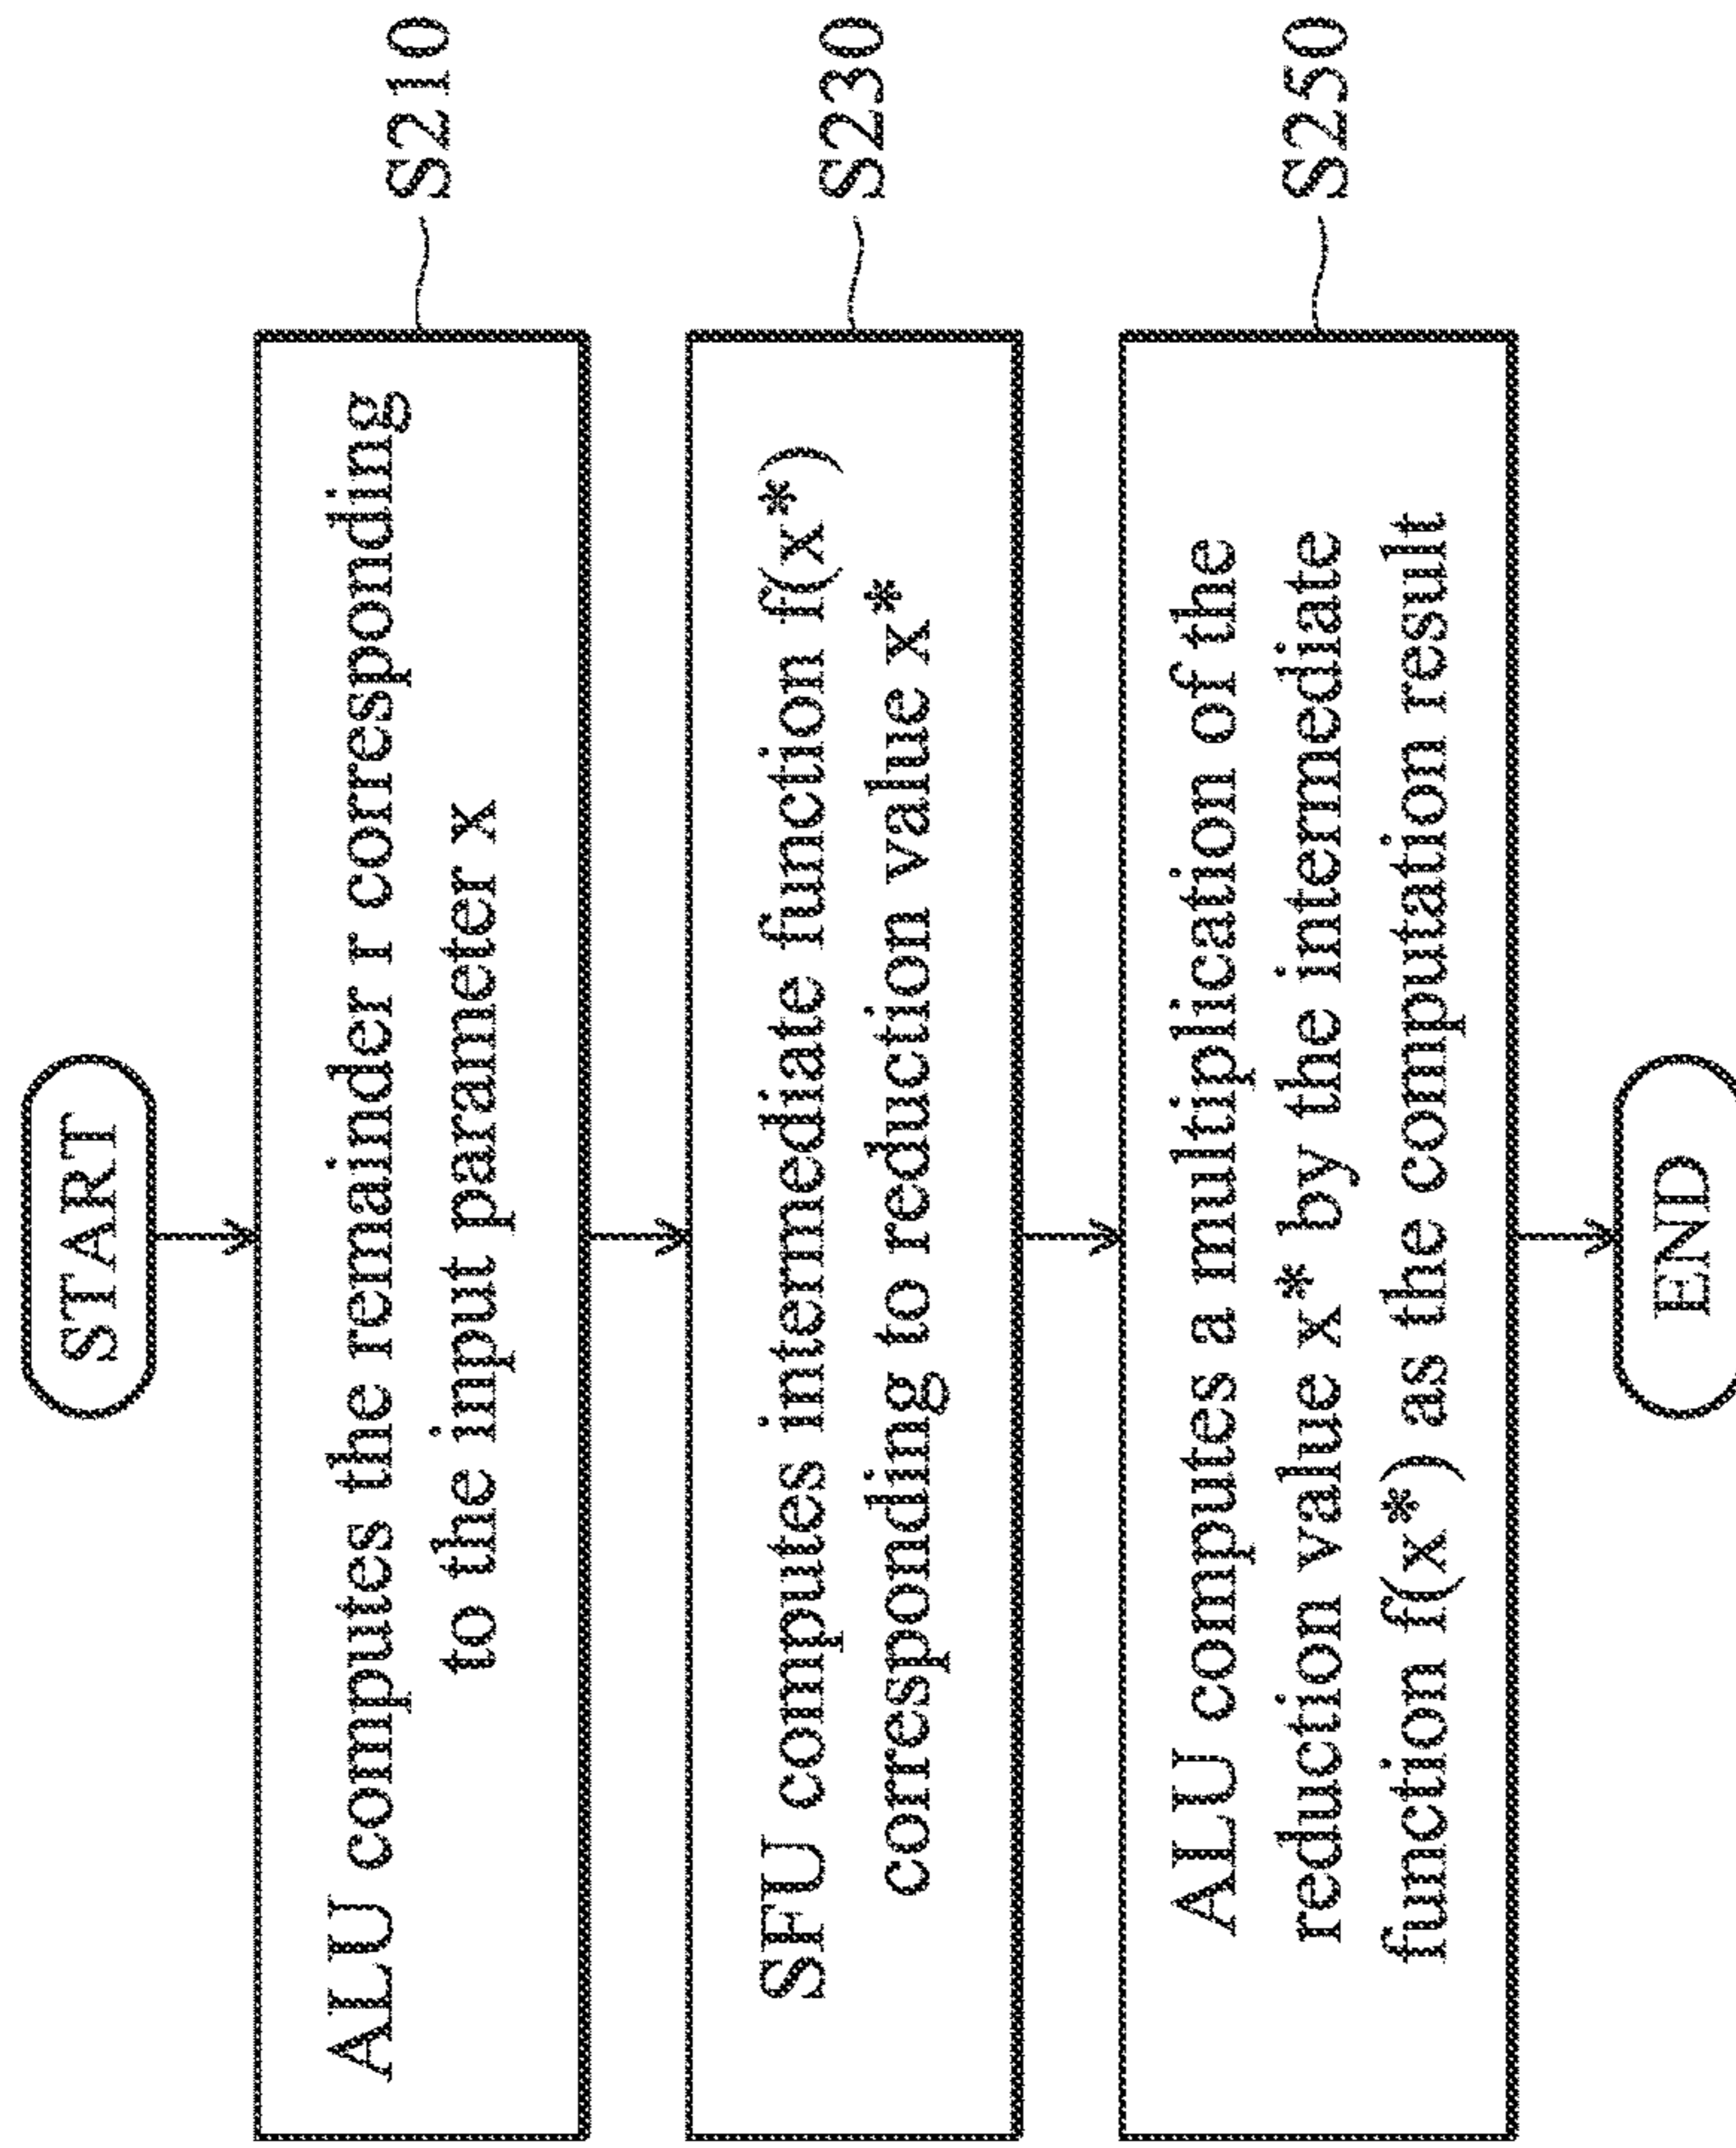 START
ALU computes the remainder r corresponding
to the input parameter x
S210
SFU computes intermediate function f(x*)
corresponding to reduction value x*
S230
ALU computes a multiplication of the
reduction value x* by the intermediate
function f(x*) as the computation result
S250
END